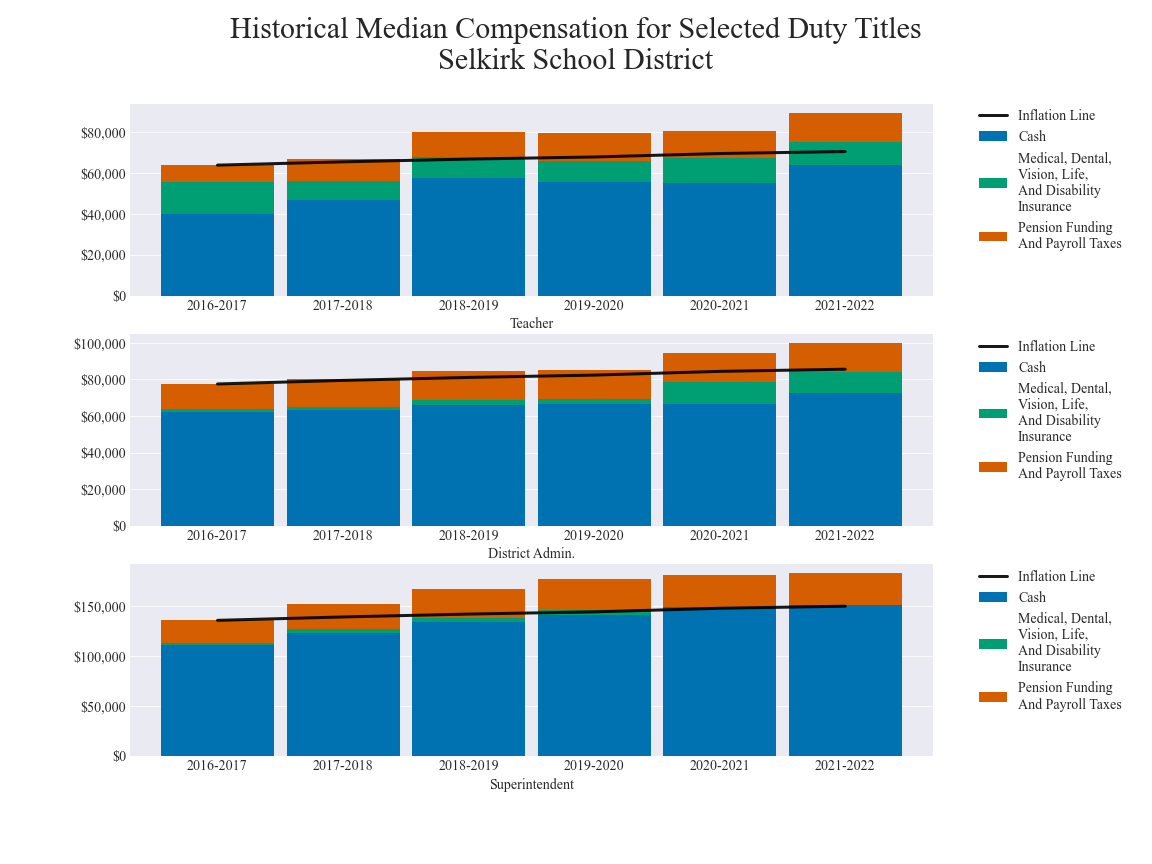 Historical Median Compensation for Selected Duty Titles
Selkirk School District
$80,000
$60,000
$40,000
$20,000
$0
2016-2017 2017-2018 2018-2019 2019-2020 2020-2021 2021-2022
Teacher
Inflation Line
Cash
Medical, Dental,
Vision, Life,
And Disability
Insurance
Pension Funding
And Payroll Taxes
$100,000
$80,000
$60,000
$40,000
$20,000
$0
2016-2017 2017-2018 2018-2019 2019-2020 2020-2021 2021-2022
District Admin.
Inflation Line
Cash
Medical, Dental,
Vision, Life,
And Disability
Insurance
Pension Funding
And Payroll Taxes
$150,000
$100,000
$50,000
$0
2016-2017 2017-2018 2018-2019 2019-2020 2020-2021 2021-2022
Superintendent
Inflation Line
Cash
Medical, Dental,
Vision, Life,
And Disability
Insurance
Pension Funding
And Payroll Taxes